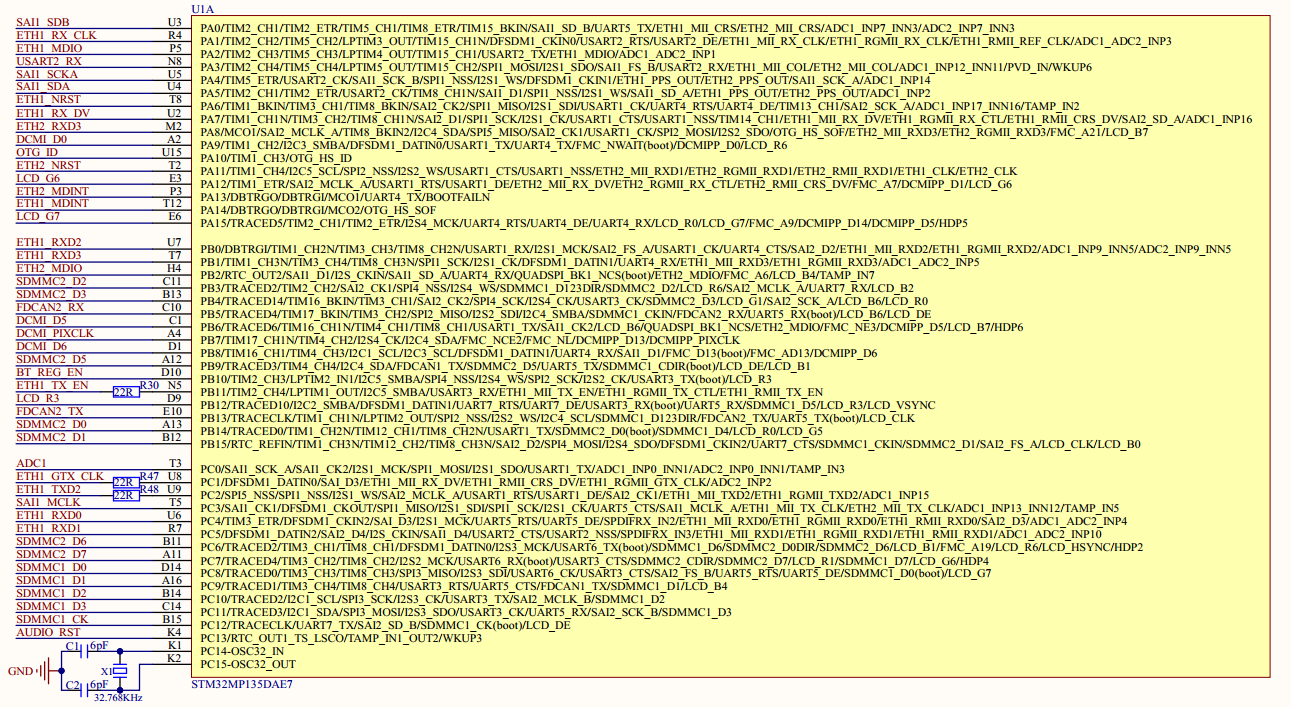 U1A
SAI1_SDB U3 PA0/TIM2_CH1/TIM2_ETR/TIM5_CH1/TIM8_ETR/TIM15_BKIN/SAI1_SD_B/UART5_TX/ETH1_MII_CRS/ETH2_MII_CRS/ADC1_INP7_INN3/ADC2_INP7_INN3
ETH1_RX_CLK R4 PA1/TIM2_CH2/TIM5_CH2/LPTIM3_OUT/TIM15_CH1N/DFSDM1_CKIN0/USART2_RTS/USART2_DE/ETH1_MII_RX_CLK/ETH1_RGMII_RX_CLK/ETH1_RMII_REF_CLK/ADC1_ADC2_INP3
ETH1_MDIO P5 PA2/TIM2_CH3/TIM5_CH3/LPTIM4_OUT/TIM15_CH1/USART2_TX/ETH1_MDIO/ADC1_ADC2_INP1
USART2_RX N8 PA3/TIM2_CH4/TIM5_CH4/LPTIM5_OUT/TIM15_CH2/SPI1_MOSI/I2S1_SDO/SAI1_FS_B/USART2_RX/ETH1_MII_COL/ETH2_MII_COL/ADC1_INP12_INN11/PVD_IN/WKUP6
SAI1_SCKA U5 PA4/TIM5_ETR/USART2_CK/SAI1_SCK_B/SPI1_NSS/I2S1_WS/DFSDM1_CKIN1/ETH1_PPS_OUT/ETH2_PPS_OUT/SAI1_SCK_A/ADC1_INP14
SAI1_SDA U4 PA5/TIM2_CH1/TIM2_ETR/USART2_CK/TIM8_CH1N/SAI1_D1/SPI1_NSS/I2S1_WS/SAI1_SD_A/ETH1_PPS_OUT/ETH2_PPS_OUT/ADC1_ADC2_INP2
ETH1_NRST T8 PA6/TIM1_BKIN/TIM3_CH1/TIM8_BKIN/SAI2_CK2/SPI1_MISO/I2S1_SDI/USART1_CK/UART4_RTS/UART4_DE/TIM13_CH1/SAI2_SCK_A/ADC1_INP17_INN16/TAMP_IN2
ETH1_RX_DV U2 PA7/TIM1_CH1N/TIM3_CH2/TIM8_CH1N/SAI2_D1/SPI1_SCK/I2S1_CK/USART1_CTS/USART1_NSS/TIM14_CH1/ETH1_MII_RX_DV/ETH1_RGMII_RX_CTL/ETH1_RMII_CRS_DV/SAI2_SD_A/ADC1_INP16
ETH2_RXD3 M2 PA8/MCO1/SAI2_MCLK_A/TIM8_BKIN2/I2C4_SDA/SPI5_MISO/SAI2_CK1/USART1_CK/SPI2_MOSI/I2S2_SDO/OTG_HS_SOF/ETH2_MII_RXD3/ETH2_RGMII_RXD3/FMC_A21/LCD_B7
DCMI_D0 A2 PA9/TIM1_CH2/I2C3_SMBA/DFSDM1_DATIN0/USART1_TX/UART4_TX/FMC_NWAIT(boot)/DCMIPP_D0/LCD_R6
OTG_ID U15 PA10/TIM1_CH3/OTG_HS_ID
ETH2_NRST T2 PA11/TIM1_CH4/I2C5_SCL/SPI2_NSS/I2S2_WS/USART1_CTS/USART1_NSS/ETH2_MII_RXD1/ETH2_RGMII_RXD1/ETH2_RMII_RXD1/ETH1_CLK/ETH2_CLK
LCD_G6 E3 PA12/TIM1_ETR/SAI2_MCLK_A/USART1_RTS/USART1_DE/ETH2_MII_RX_DV/ETH2_RGMII_RX_CTL/ETH2_RMII_CRS_DV/FMC_A7/DCMIPP_D1/LCD_G6
ETH2_MDINT P3 PA13/DBTRGO/DBTRGI/MCO1/UART4_TX/BOOTFAILN
ETH1_MDINT T12 PA14/DBTRGO/DBTRGI/MCO2/OTG_HS_SOF
LCD_G7 E6 PA15/TRACED5/TIM2_CH1/TIM2_ETR/I2S4_MCK/UART4_RTS/UART4_DE/UART4_RX/LCD_R0/LCD_G7/FMC_A9/DCMIPP_D14/DCMIPP_D5/HDP5
ETH1_RXD2 U7 PB0/DBTRGI/TIM1_CH2N/TIM3_CH3/TIM8_CH2N/USART1_RX/I2S1_MCK/SAI2_FS_A/USART1_CK/UART4_CTS/SAI2_D2/ETH1_MII_RXD2/ETH1_RGMII_RXD2/ADC1_INP9_INN5/ADC2_INP9_INN5
ETH1_RXD3 T7 PB1/TIM1_CH3N/TIM3_CH4/TIM8_CH3N/SPI1_SCK/I2S1_CK/DFSDM1_DATIN1/UART4_RX/ETH1_MII_RXD3/ETH1_RGMII_RXD3/ADC1_ADC2_INP5
ETH2_MDIO H4 PB2/RTC_OUT2/SAI1_D1/I2S_CKIN/SAI1_SD_A/UART4_RX/QUADSPI_BK1_NCS(boot)/ETH2_MDIO/FMC_A6/LCD_B4/TAMP_IN7
SDMMC2_D2 C11 PB3/TRACED2/TIM2_CH2/SAI2_CK1/SPI4_NSS/I2S4_WS/SDMMC1_D123DIR/SDMMC2_D2/LCD_R6/SAI2_MCLK_A/UART7_RX/LCD_B2
SDMMC2_D3 B13 PB4/TRACED14/TIM16_BKIN/TIM3_CH1/SAI2_CK2/SPI4_SCK/I2S4_CK/USART3_CK/SDMMC2_D3/LCD_G1/SAI2_SCK_A/LCD_B6/LCD_R0
FDCAN2_RX C10 PB5/TRACED4/TIM17_BKIN/TIM3_CH2/SPI2_MISO/I2S2_SDI/I2C4_SMBA/SDMMC1_CKIN/FDCAN2_RX/UART5_RX(boot)/LCD_B6/LCD_DE
DCMI_D5 C1 PB6/TRACED6/TIM16_CH1N/TIM4_CH1/TIM8_CH1/USART1_TX/SAI1_CK2/LCD_B6/QUADSPI_BK1_NCS/ETH2_MDIO/FMC_NE3/DCMIPP_D5/LCD_B7/HDP6
DCMI_PIXCLK A4 PB7/TIM17_CH1N/TIM4_CH2/I2S4_CK/I2C4_SDA/FMC_NCE2/FMC_NL/DCMIPP_D13/DCMIPP_PIXCLK
DCMI_D6 D1 PB8/TIM16_CH1/TIM4_CH3/I2C1_SCL/I2C3_SCL/DFSDM1_DATIN1/UART4_RX/SAI1_D1/FMC_D13(boot)/FMC_AD13/DCMIPP_D6
SDMMC2_D5 A12 PB9/TRACED3/TIM4_CH4/I2C4_SDA/FDCAN1_TX/SDMMC2_D5/UART5_TX/SDMMC1_CDIR(boot)/LCD_DE/LCD_B1
BT_REG_EN D10 PB10/TIM2_CH3/LPTIM2_IN1/I2C5_SMBA/SPI4_NSS/I2S4_WS/SPI2_SCK/I2S2_CK/USART3_TX(boot)/LCD_R3
ETH1_TX_EN 22R R30 N5 PB11/TIM2_CH4/LPTIM1_OUT/I2C5_SMBA/USART3_RX/ETH1_MII_TX_EN/ETH1_RGMII_TX_CTL/ETH1_RMII_TX_EN
LCD_R3 D9 PB12/TRACED10/I2C2_SMBA/DFSDM1_DATIN1/UART7_RTS/UART7_DE/USART3_RX(boot)/UART5_RX/SDMMC1_D5/LCD_R3/LCD_VSYNC
FDCAN2_TX E10 PB13/TRACECLK/TIM1_CH1N/LPTIM2_OUT/SPI2_NSS/I2S2_WS/I2C4_SCL/SDMMC1_D123DIR/FDCAN2_TX/UART5_TX(boot)/LCD_CLK
SDMMC2_D0 A13 PB14/TRACED0/TIM1_CH2N/TIM12_CH1/TIM8_CH2N/USART1_TX/SDMMC2_D0(boot)/SDMMC1_D4/LCD_R0/LCD_G5
SDMMC2_D1 B12 PB15/RTC_REFIN/TIM1_CH3N/TIM12_CH2/TIM8_CH3N/SAI2_D2/SPI4_MOSI/I2S4_SDO/DFSDM1_CKIN2/UART7_CTS/SDMMC1_CKIN/SDMMC2_D1/SAI2_FS_A/LCD_CLK/LCD_B0
ADC1 T3 PC0/SAI1_SCK_A/SAI1_CK2/I2S1_MCK/SPI1_MOSI/I2S1_SDO/USART1_TX/ADC1_INP0_INN1/ADC2_INP0_INN1/TAMP_IN3
ETH1_GTX_CLK 22R R47 U8 PC1/DFSDM1_DATIN0/SAI_D3/ETH1_MII_RX_DV/ETH1_RMII_CRS_DV/ETH1_RGMII_GTX_CLK/ADC1_INP2
ETH1_TXD2 22R R48 U9 PC2/SPI5_NSS/SPI1_NSS/I2S1_WS/SAI2_MCLK_A/USART1_RTS/USART1_DE/SAI2_CK1/ETH1_MII_TXD2/ETH1_RGMII_TXD2/ADC1_INP15
SAI1_MCLK T5 PC3/SAI1_CK1/DFSDM1_CKOUT/SPI1_MISO/I2S1_SDI/SPI1_SCK/I2S1_CK/UART5_CTS/SAI1_MCLK_A/ETH1_MII_TX_CLK/ETH2_MII_TX_CLK/ADC1_INP13_INN12/TAMP_IN5
ETH1_RXD0 U6 PC4/TIM3_ETR/DFSDM1_CKIN2/SAI_D3/I2S1_MCK/UART5_RTS/UART5_DE/SPDIFRX_IN2/ETH1_MII_RXD0/ETH1_RGMII_RXD0/ETH1_RMII_RXD0/SAI2_D3/ADC1_ADC2_INP4
ETH1_RXD1 R7 PC5/DFSDM1_DATIN2/SAI_D4/I2S_CKIN/SAI1_D4/USART2_CTS/USART2_NSS/SPDIFRX_IN3/ETH1_MII_RXD1/ETH1_RGMII_RXD1/ETH1_RMII_RXD1/ADC1_ADC2_INP10
SDMMC2_D6 B11 PC6/TRACED2/TIM3_CH1/TIM8_CH1/DFSDM1_DATIN0/I2S3_MCK/USART6_TX(boot)/SDMMC1_D6/SDMMC2_D0DIR/SDMMC2_D6/LCD_B1/FMC_A19/LCD_R6/LCD_HSYNC/HDP2
SDMMC2_D7 A11 PC7/TRACED4/TIM3_CH2/TIM8_CH2/I2S2_MCK/USART6_RX(boot)/USART3_CTS/SDMMC2_CDIR/SDMMC2_D7/LCD_R1/SDMMC1_D7/LCD_G6/HDP4
SDMMC1_D0 D14 PC8/TRACED0/TIM3_CH3/TIM8_CH3/SPI3_MISO/I2S3_SDI/USART6_CK/USART3_CTS/SAI2_FS_B/UART5_RTS/UART5_DE/SDMMC1_D0(boot)/LCD_G7
SDMMC1_D1 A16 PC9/TRACED1/TIM3_CH4/TIM8_CH4/USART3_RTS/UART5_CTS/FDCAN1_TX/SDMMC1_D1/LCD_B4
SDMMC1_D2 B14 PC10/TRACED2/I2C1_SCL/SPI3_SCK/I2S3_CK/USART3_TX/SAI2_MCLK_B/SDMMC1_D2
SDMMC1_D3 C14 PC11/TRACED3/I2C1_SDA/SPI3_MOSI/I2S3_SDO/USART3_CK/UART5_RX/SAI2_SCK_B/SDMMC1_D3
SDMMC1_CK B15 PC12/TRACECLK/UART7_TX/SAI2_SD_B/SDMMC1_CK(boot)/LCD_DE
AUDIO_RST K4 PC13/RTC_OUT1_TS_LSCO/TAMP_IN1_OUT2/WKUP3
C1 6pF K1 PC14-OSC32_IN
K2 PC15-OSC32_OUT
GND X1
C2 6pF
32.768KHz
STM32MP135DAE7